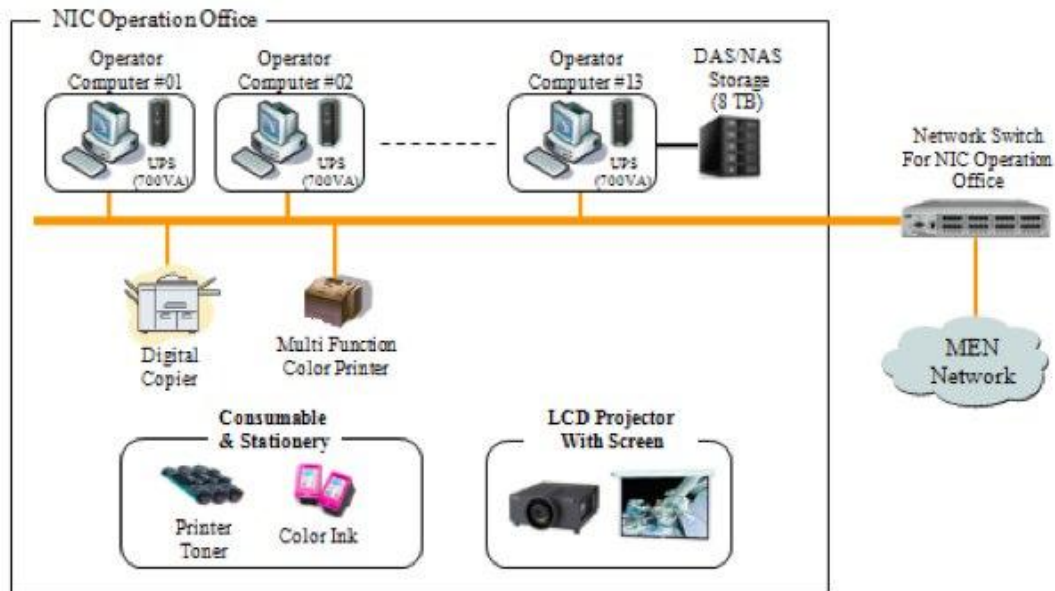 NIC Operation Office
Operator
Computer #01
UPS
(700VA)
Operator
Computer #02
UPS
(700VA)
Operator
Computer #13
UPS
(700VA)
DAS/NAS
Storage
(8 TB)
Network Switch
For NIC Operation
Office
Digital
Copier
Multi Function
Color Printer
MEN
Network
Consumable
& Stationery
Printer
Toner
Color Ink
LCD Projector
With Screen